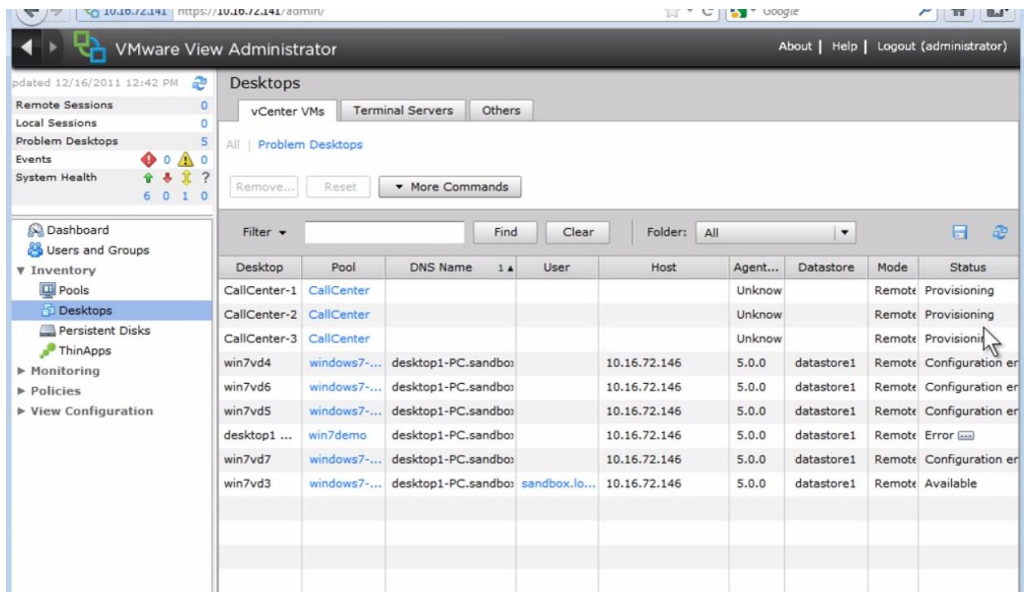 10.16.72.141 https://10.16.72.141/admin/ Google
VMware View Administrator About | Help | Logout (administrator)
pdated 12/16/2011 12:42 PM
Remote Sessions 0
Local Sessions 0
Problem Desktops 5
Events 0 0
System Health ?
6 0 1 0
Dashboard
Users and Groups
Inventory
Pools
Desktops
Persistent Disks
ThinApps
Monitoring
Policies
View Configuration
Desktops
vCenter VMs Terminal Servers Others
All | Problem Desktops
Remove... Reset More Commands
Filter Find Clear Folder: All
Desktop Pool DNS Name 1 User Host Agent... Datastore Mode Status
CallCenter-1 CallCenter Unknow Remote Provisioning
CallCenter-2 CallCenter Unknow Remote Provisioning
CallCenter-3 CallCenter Unknow Remote Provisioni
win7vd4 windows7-... desktop1-PC.sandbo 10.16.72.146 5.0.0 datastore1 Remote Configuration er
win7vd6 windows7-... desktop1-PC.sandbo 10.16.72.146 5.0.0 datastore1 Remote Configuration er
win7vd5 windows7-... desktop1-PC.sandbo 10.16.72.146 5.0.0 datastore1 Remote Configuration er
desktop1 ... win7demo desktop1-PC.sandbo 10.16.72.146 5.0.0 datastore1 Remote Error ...
win7vd7 windows7-... desktop1-PC.sandbo 10.16.72.146 5.0.0 datastore1 Remote Configuration er
win7vd3 windows7-... desktop1-PC.sandbo sandbox.lo... 10.16.72.146 5.0.0 datastore1 Remote Available